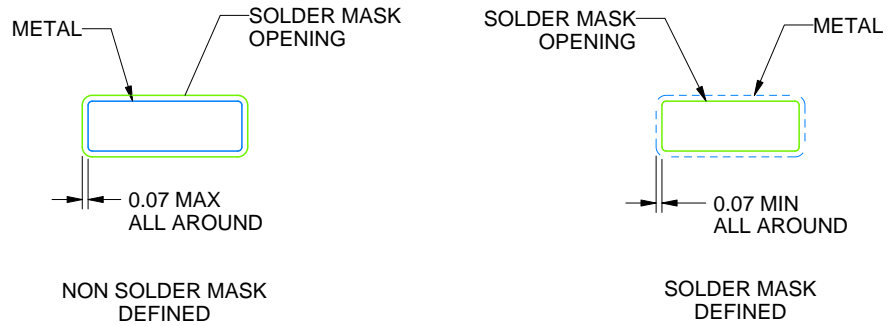 METAL
SOLDER MASK
OPENING
0.07 MAX
ALL AROUND
NON SOLDER MASK
DEFINED
SOLDER MASK
OPENING
METAL
0.07 MIN
ALL AROUND
SOLDER MASK
DEFINED